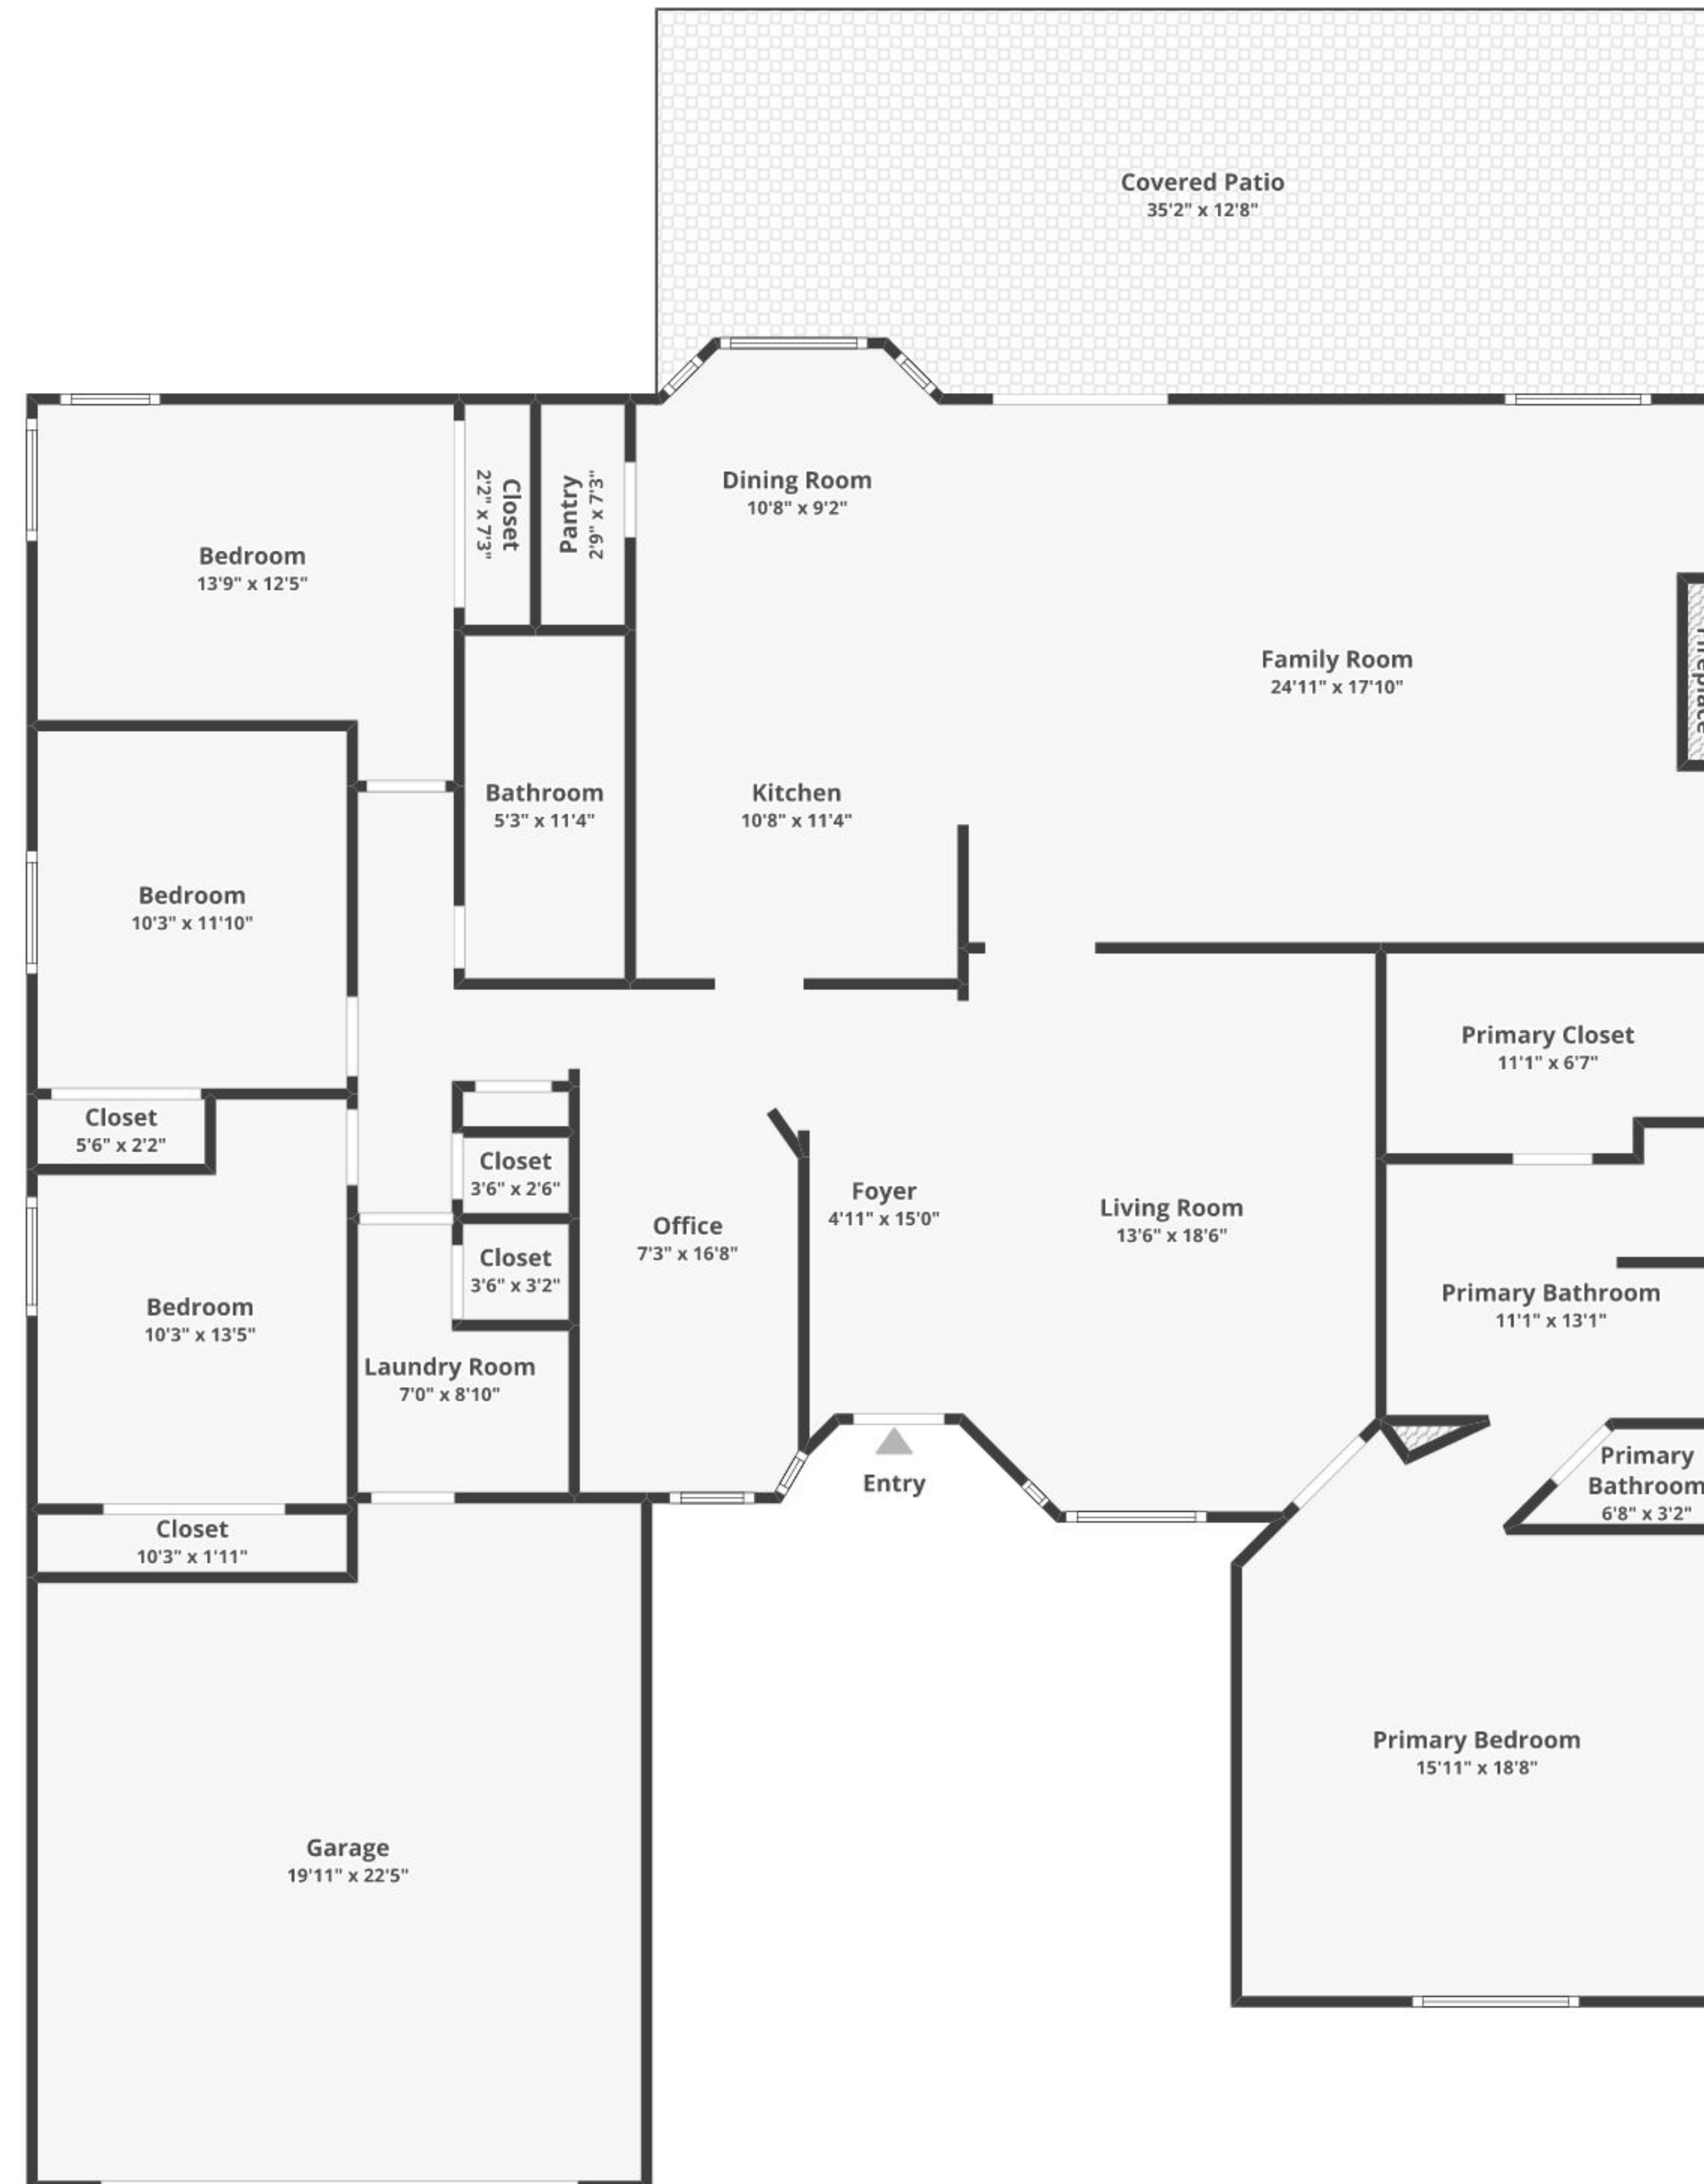 Covered Patio
35'2" x 12'8"
Dining Room
10'8" x 9'2"
Closet
2'2" x 7'3"
Pantry
2'9" x 7'3"
Bedroom
13'9" x 12'5"
Family Room
24'11" x 17'10"
Fireplace
Bathroom
5'3" x 11'4"
Kitchen
10'8" x 11'4"
Bedroom
10'3" x 11'10"
Primary Closet
11'1" x 6'7"
Closet
5'6" x 2'2"
Closet
3'6" x 2'6"
Foyer
4'11" x 15'0"
Living Room
13'6" x 18'6"
Office
7'3" x 16'8"
Closet
3'6" x 3'2"
Primary Bathroom
11'1" x 13'1"
Bedroom
10'3" x 13'5"
Laundry Room
7'0" x 8'10"
Entry
Primary
Bathroom
6'8" x 3'2"
Closet
10'3" x 1'11"
Primary Bedroom
15'11" x 18'8"
Garage
19'11" x 22'5"